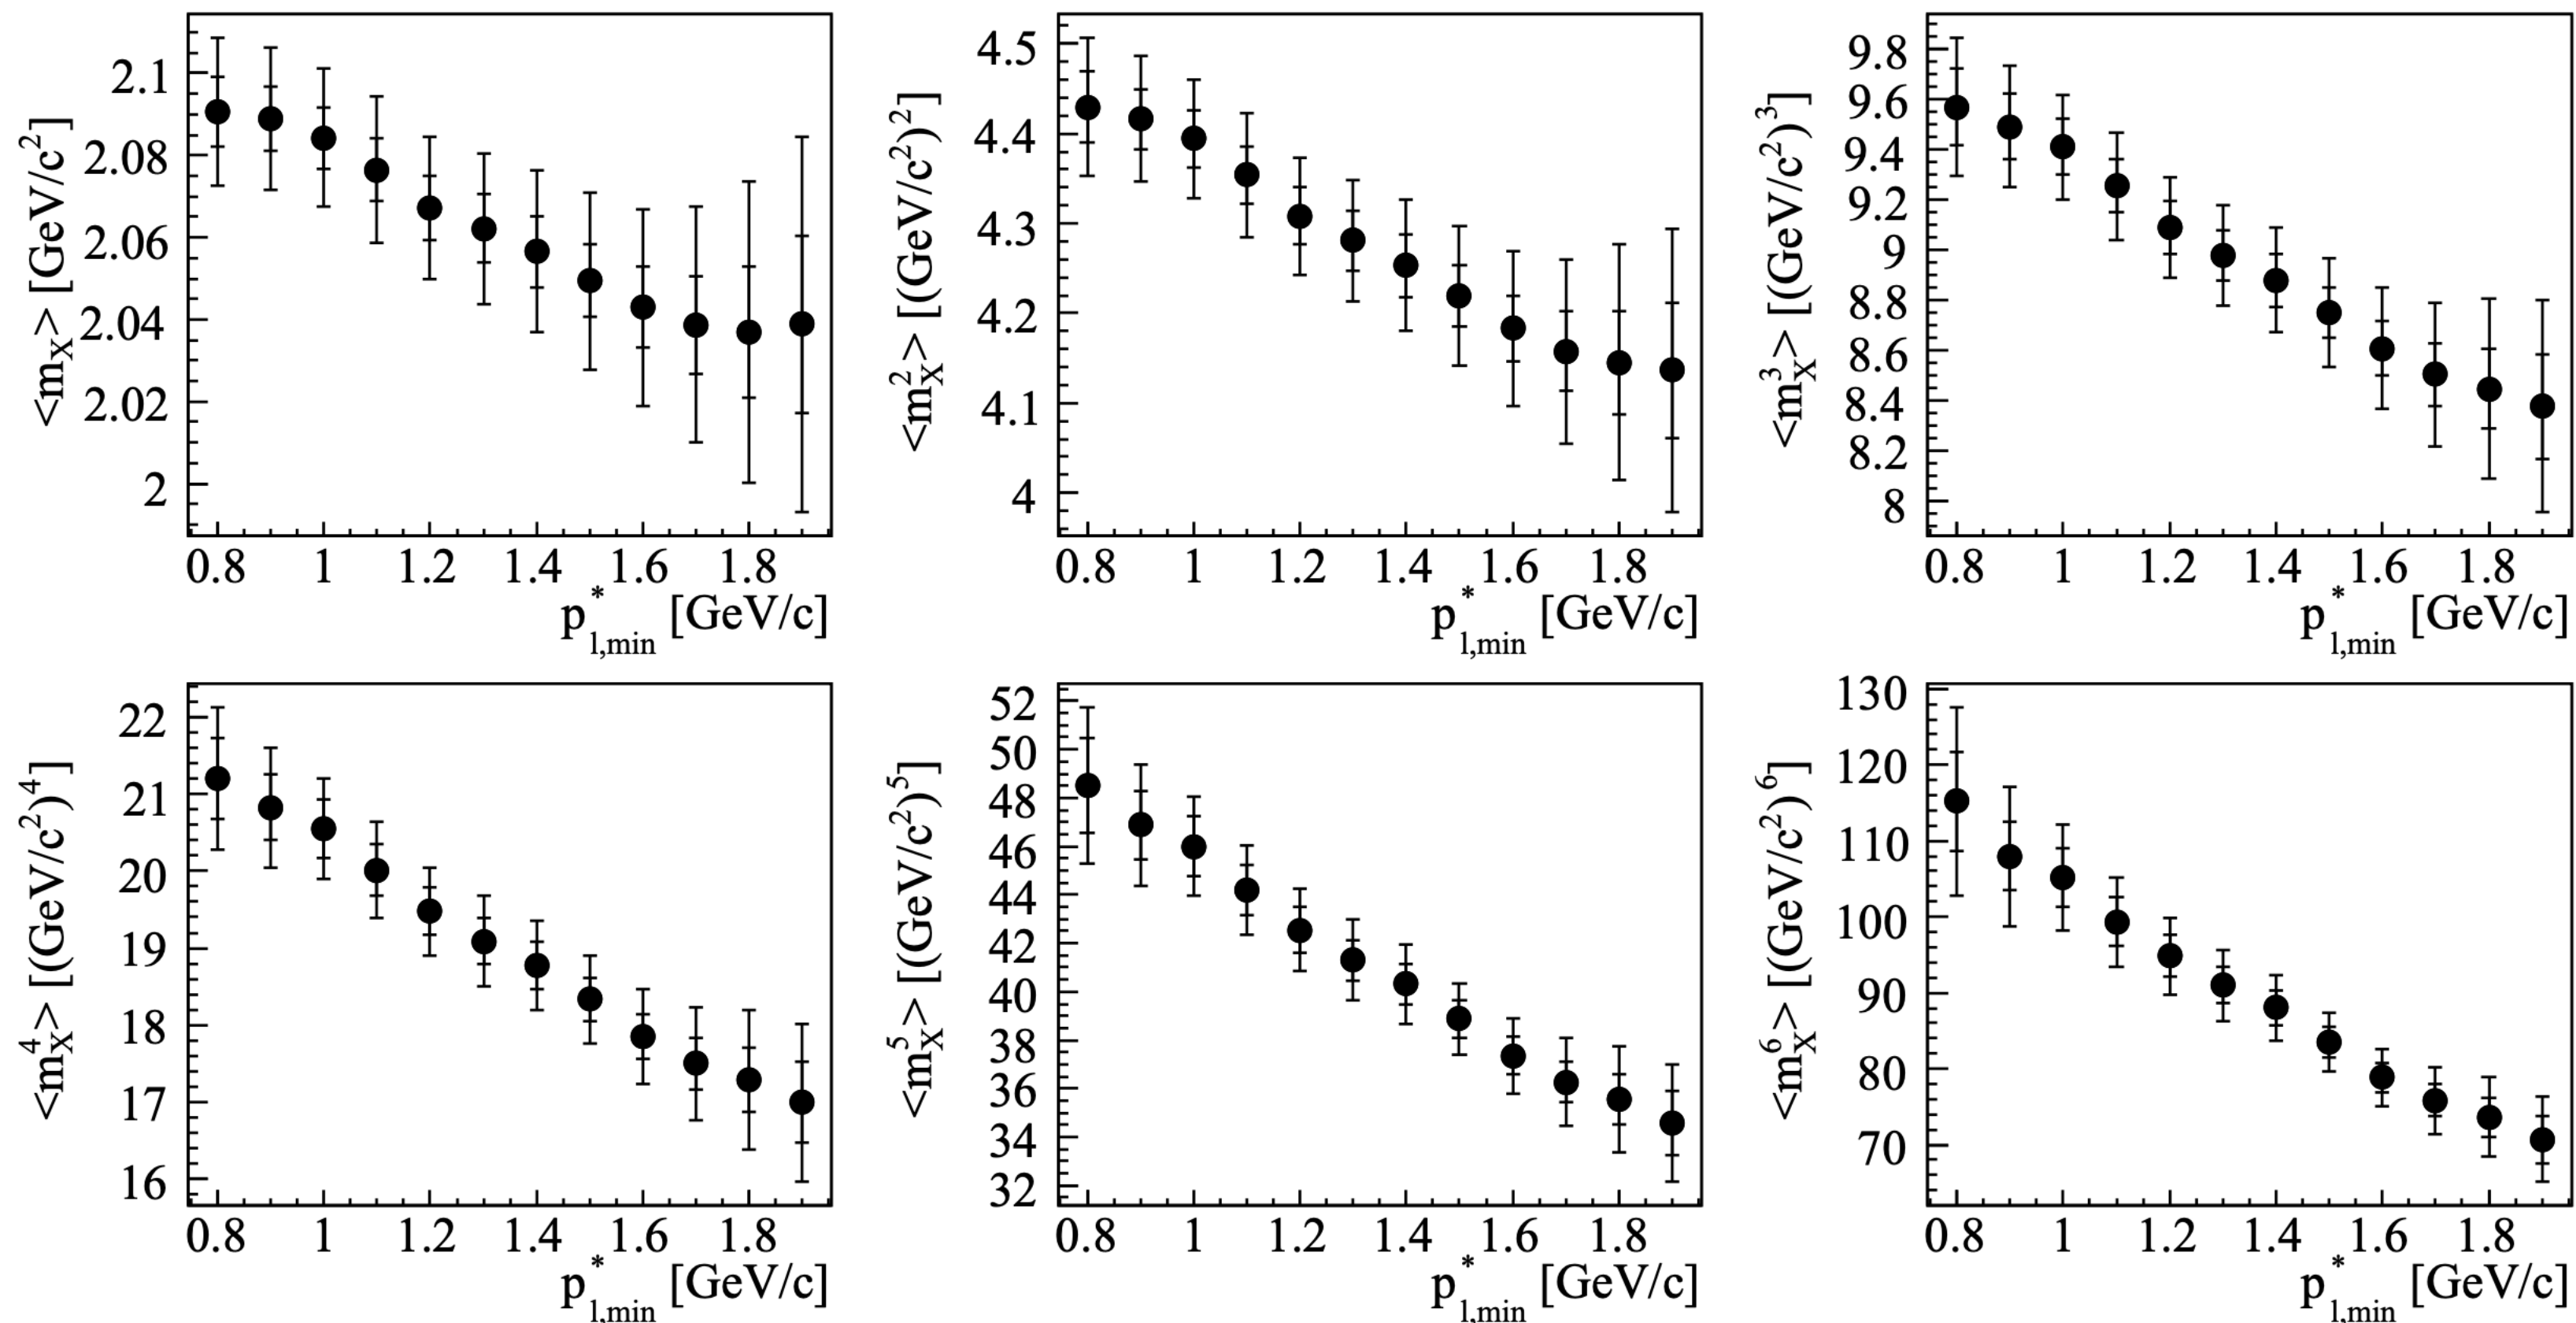 <m_X> [GeV/c^2]
2.1
2.08
2.06
2.04
2.02
2
0.8 1 1.2 1.4 1.6 1.8
p^*_l,min [GeV/c]
<m_X^2> [(GeV/c^2)^2]
4.5
4.4
4.3
4.2
4.1
4
0.8 1 1.2 1.4 1.6 1.8
p^*_l,min [GeV/c]
<m_X^3> [(GeV/c^2)^3]
9.8
9.6
9.4
9.2
9
8.8
8.6
8.4
8.2
8
0.8 1 1.2 1.4 1.6 1.8
p^*_l,min [GeV/c]
<m_X^4> [(GeV/c^2)^4]
22
21
20
19
18
17
16
0.8 1 1.2 1.4 1.6 1.8
p^*_l,min [GeV/c]
<m_X^5> [(GeV/c^2)^5]
52
50
48
46
44
42
40
38
36
34
32
0.8 1 1.2 1.4 1.6 1.8
p^*_l,min [GeV/c]
<m_X^6> [(GeV/c^2)^6]
130
120
110
100
90
80
70
0.8 1 1.2 1.4 1.6 1.8
p^*_l,min [GeV/c]